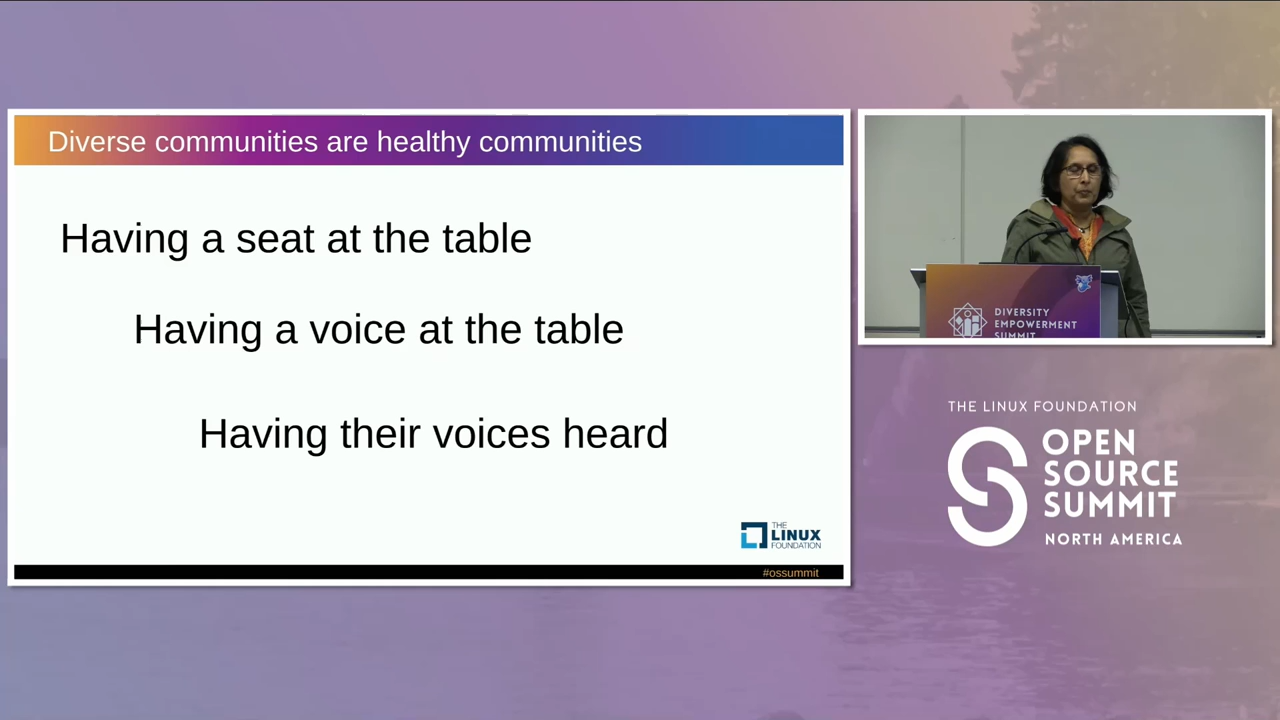 Diverse communities are healthy communities
Having a seat at the table
Having a voice at the table
Having their voices heard
THE
LINUX
FOUNDATION
#ossummit
DIVERSITY
EMPOWERMENT
SUMMIT
THE LINUX FOUNDATION
OPEN
SOURCE
SUMMIT
NORTH AMERICA